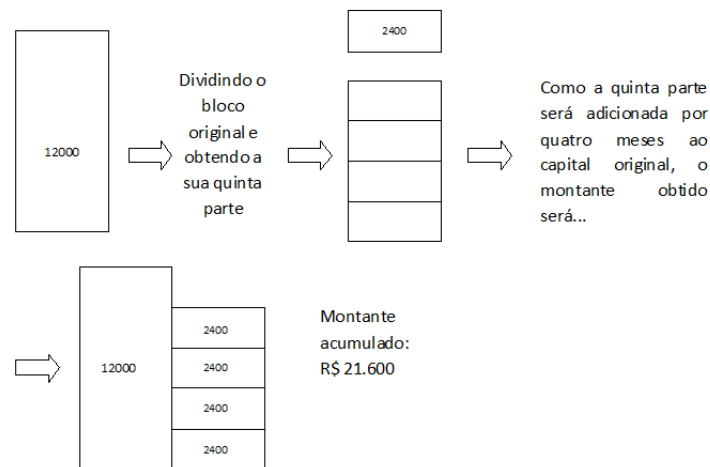 12000
Dividindo o
bloco
original e
obtendo a
sua quinta
parte
2400
Como a quinta parte
será adicionada por
quatro meses ao
capital original, o
montante obtido
será...
12000
2400
2400
2400
2400
Montante
acumulado:
R$ 21.600